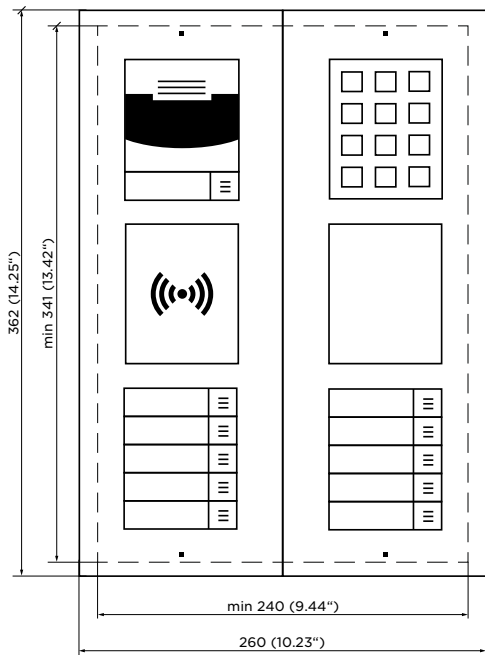 362 (14.25“)
min 341 (13.42“)
min 240 (9.44“)
260 (10.23“)